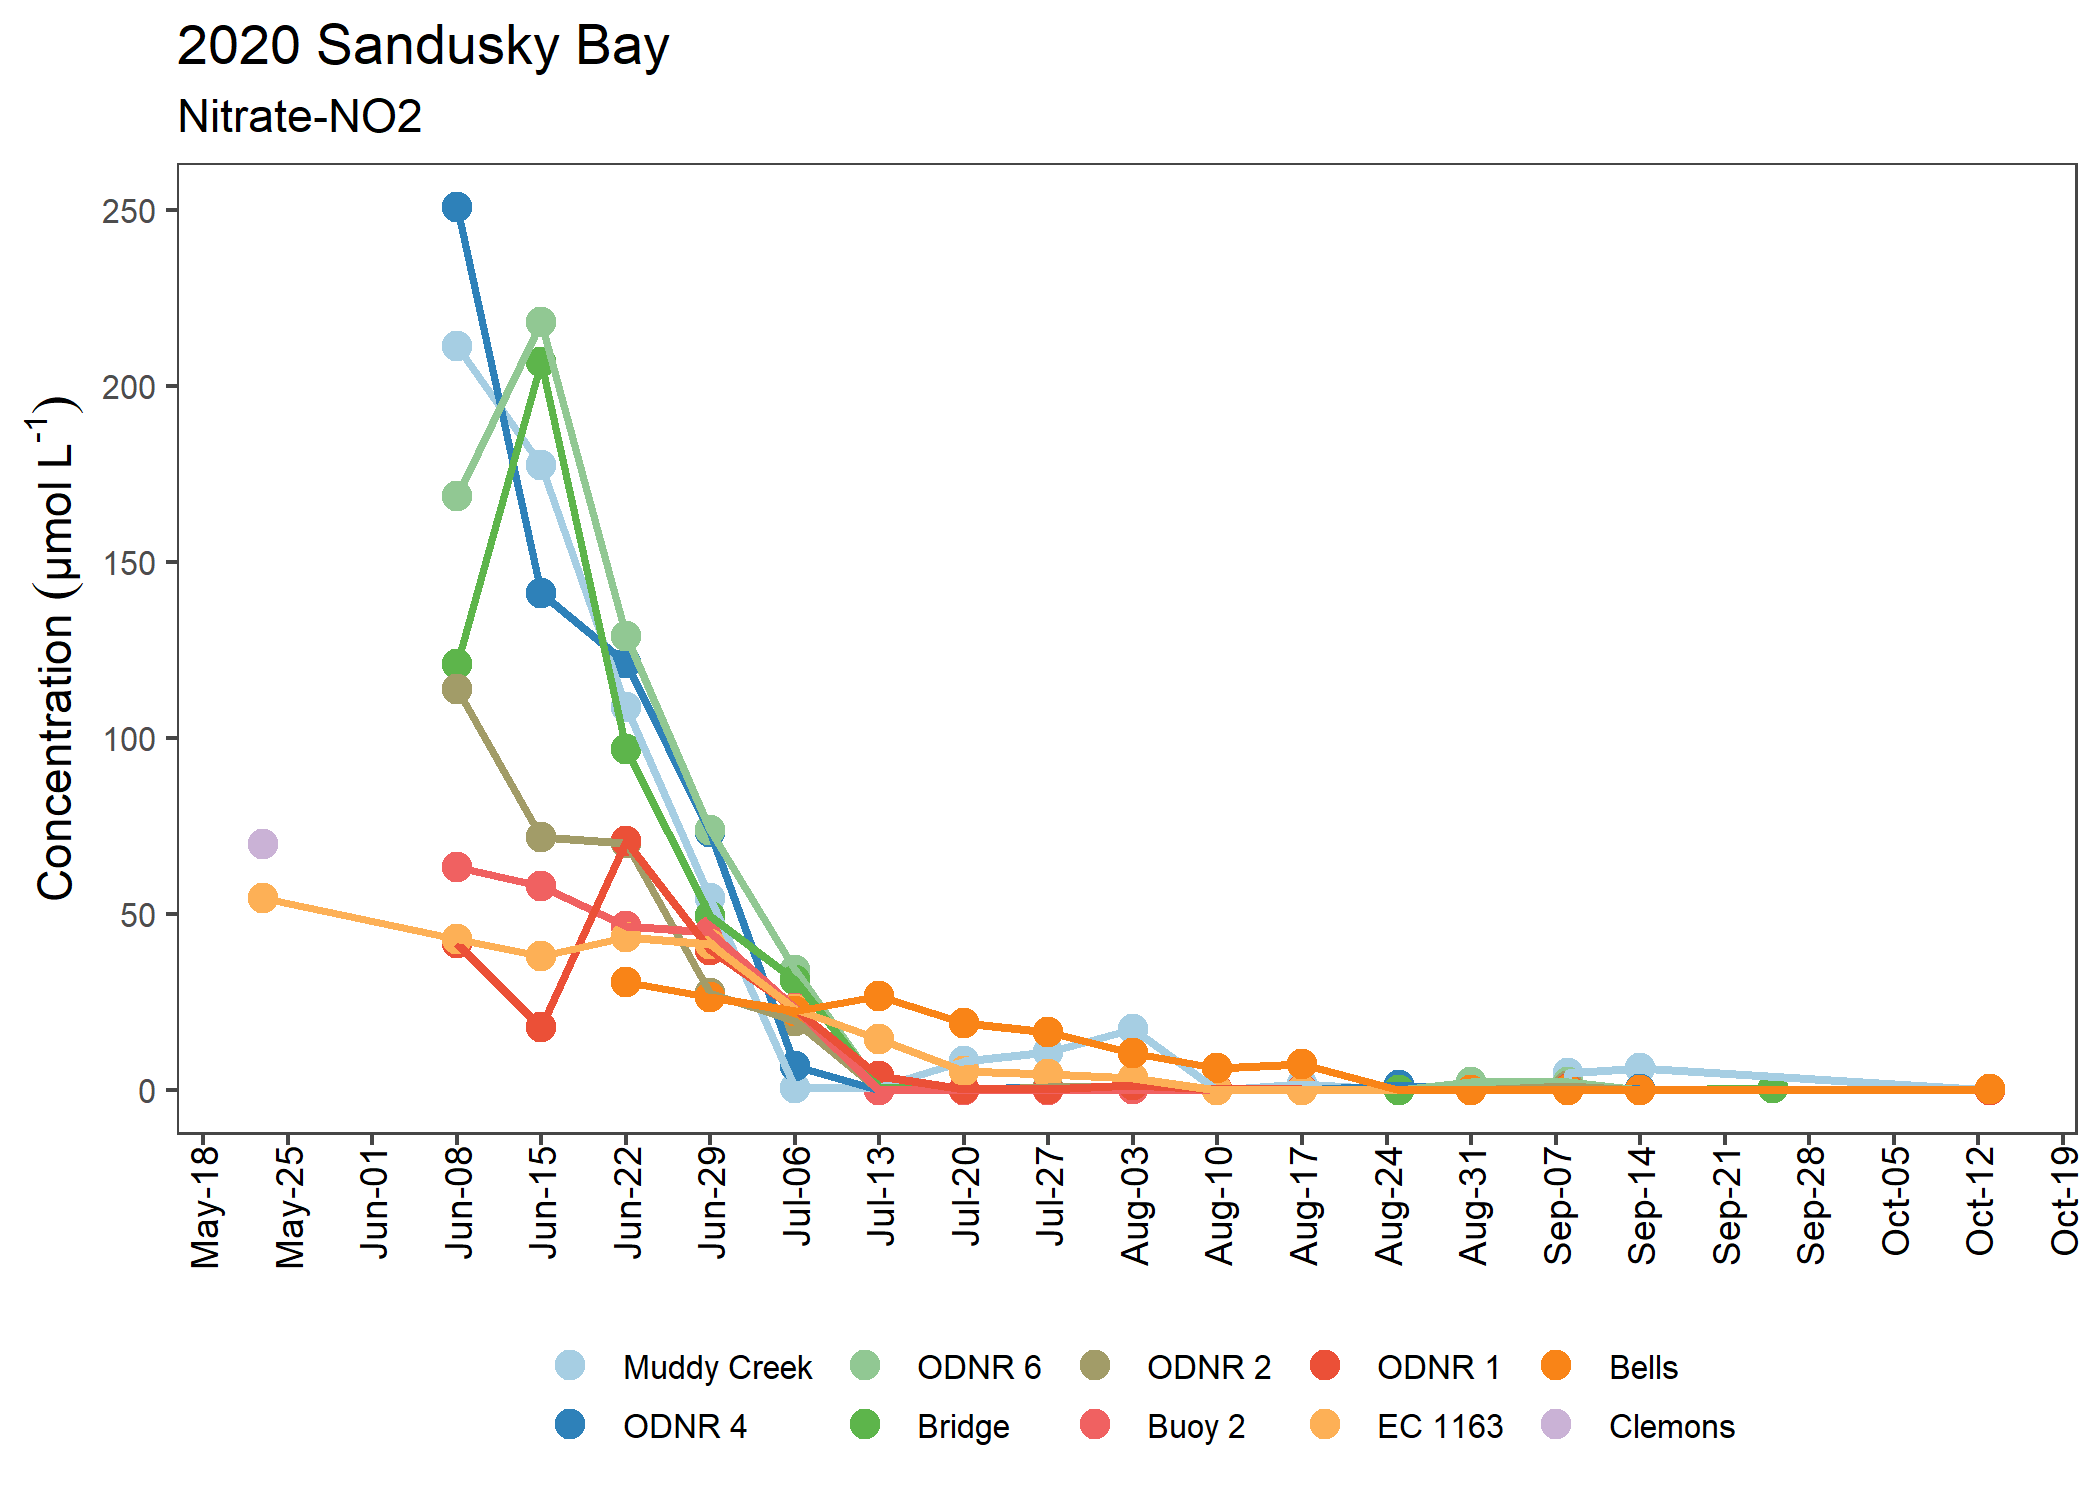 2020 Sandusky Bay
Nitrate-NO2
Concentration (µmol L⁻¹)
250
200
150
100
50
0
May-18
May-25
Jun-01
Jun-08
Jun-15
Jun-22
Jun-29
Jul-06
Jul-13
Jul-20
Jul-27
Aug-03
Aug-10
Aug-17
Aug-24
Aug-31
Sep-07
Sep-14
Sep-21
Sep-28
Oct-05
Oct-12
Oct-19
Muddy Creek ODNR 6 ODNR 2 ODNR 1 Bells
ODNR 4 Bridge Buoy 2 EC 1163 Clemons